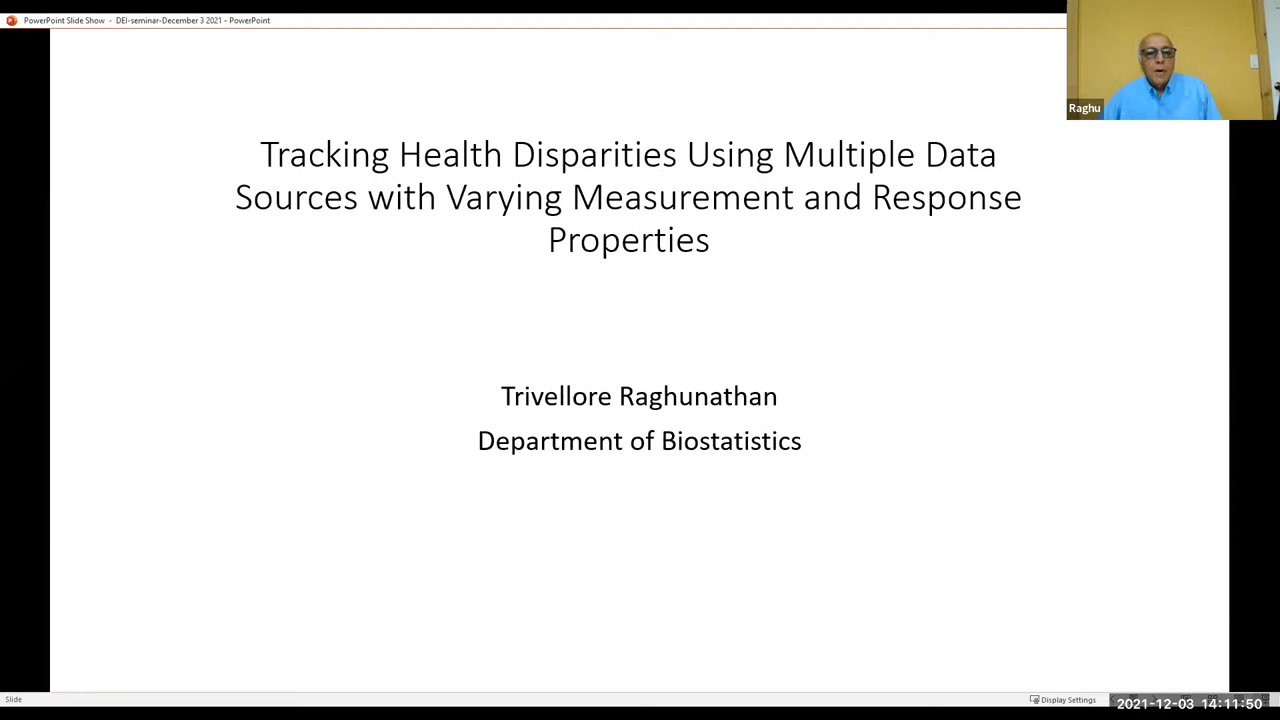 PowerPoint Slide Show - DEI-seminar-December 3 2021 - PowerPoint
Raghu
Tracking Health Disparities Using Multiple Data
Sources with Varying Measurement and Response
Properties
Trivellore Raghunathan
Department of Biostatistics
Slide
Display Settings
2021-12-03 14:11:50